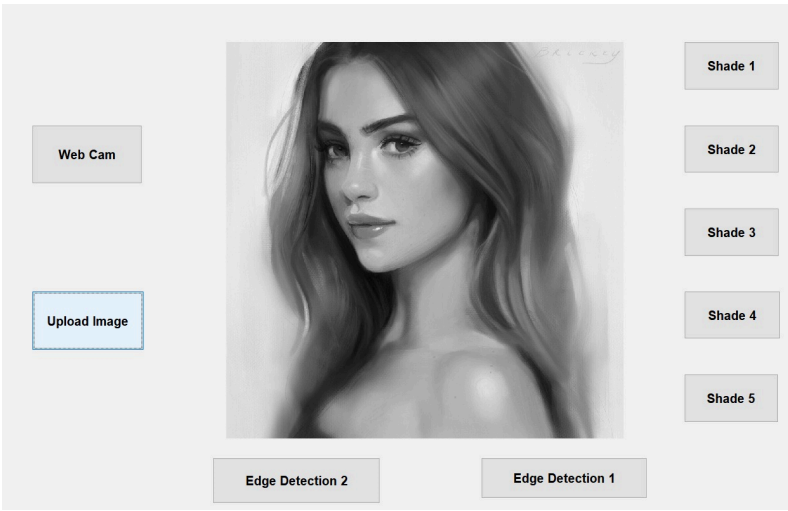 Shade 1
Web Cam
Shade 2
Shade 3
Upload Image
Shade 4
Shade 5
Edge Detection 2
Edge Detection 1